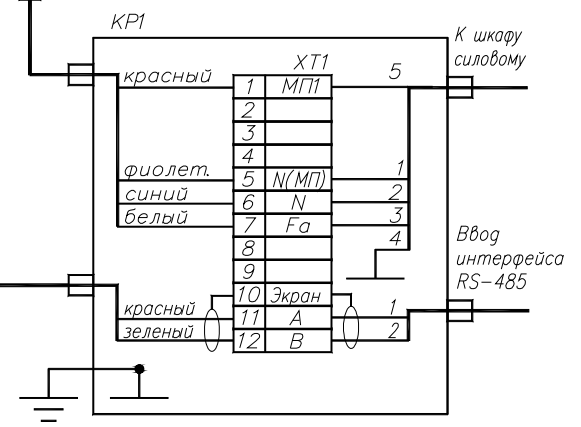 КР1
К шкафу
силовому
XT1
красный 1 МП1 5
2
3
4
фиолет. 5 N(МП) 1
синий 6 N 2
белый 7 Fa 3
8 4
9
10 Экран
красный 11 A 1
зеленый 12 B 2
Ввод
интерфейса
RS-485